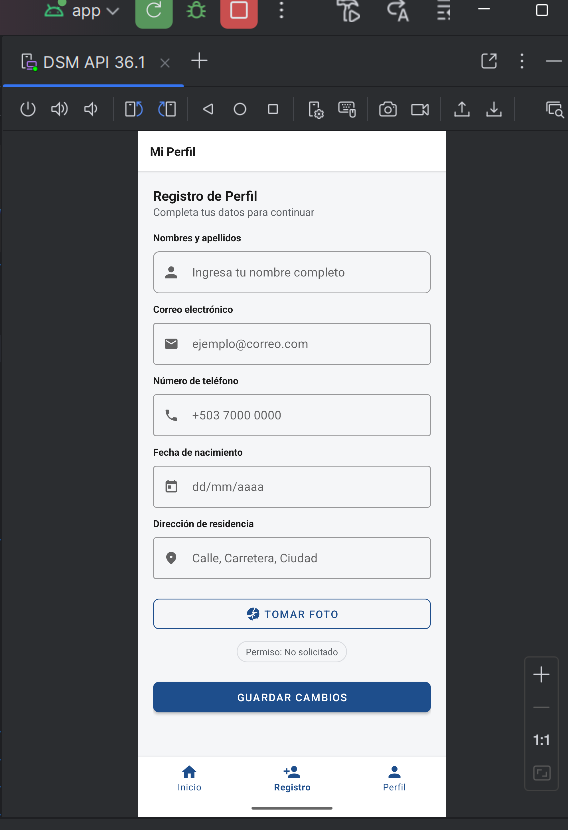 app
DSM API 36.1
Mi Perfil
Registro de Perfil
Completa tus datos para continuar
Nombres y apellidos
Ingresa tu nombre completo
Correo electrónico
ejemplo@correo.com
Número de teléfono
+503 7000 0000
Fecha de nacimiento
dd/mm/aaaa
Dirección de residencia
Calle, Carretera, Ciudad
TOMAR FOTO
Permiso: No solicitado
GUARDAR CAMBIOS
1:1
Inicio Registro Perfil